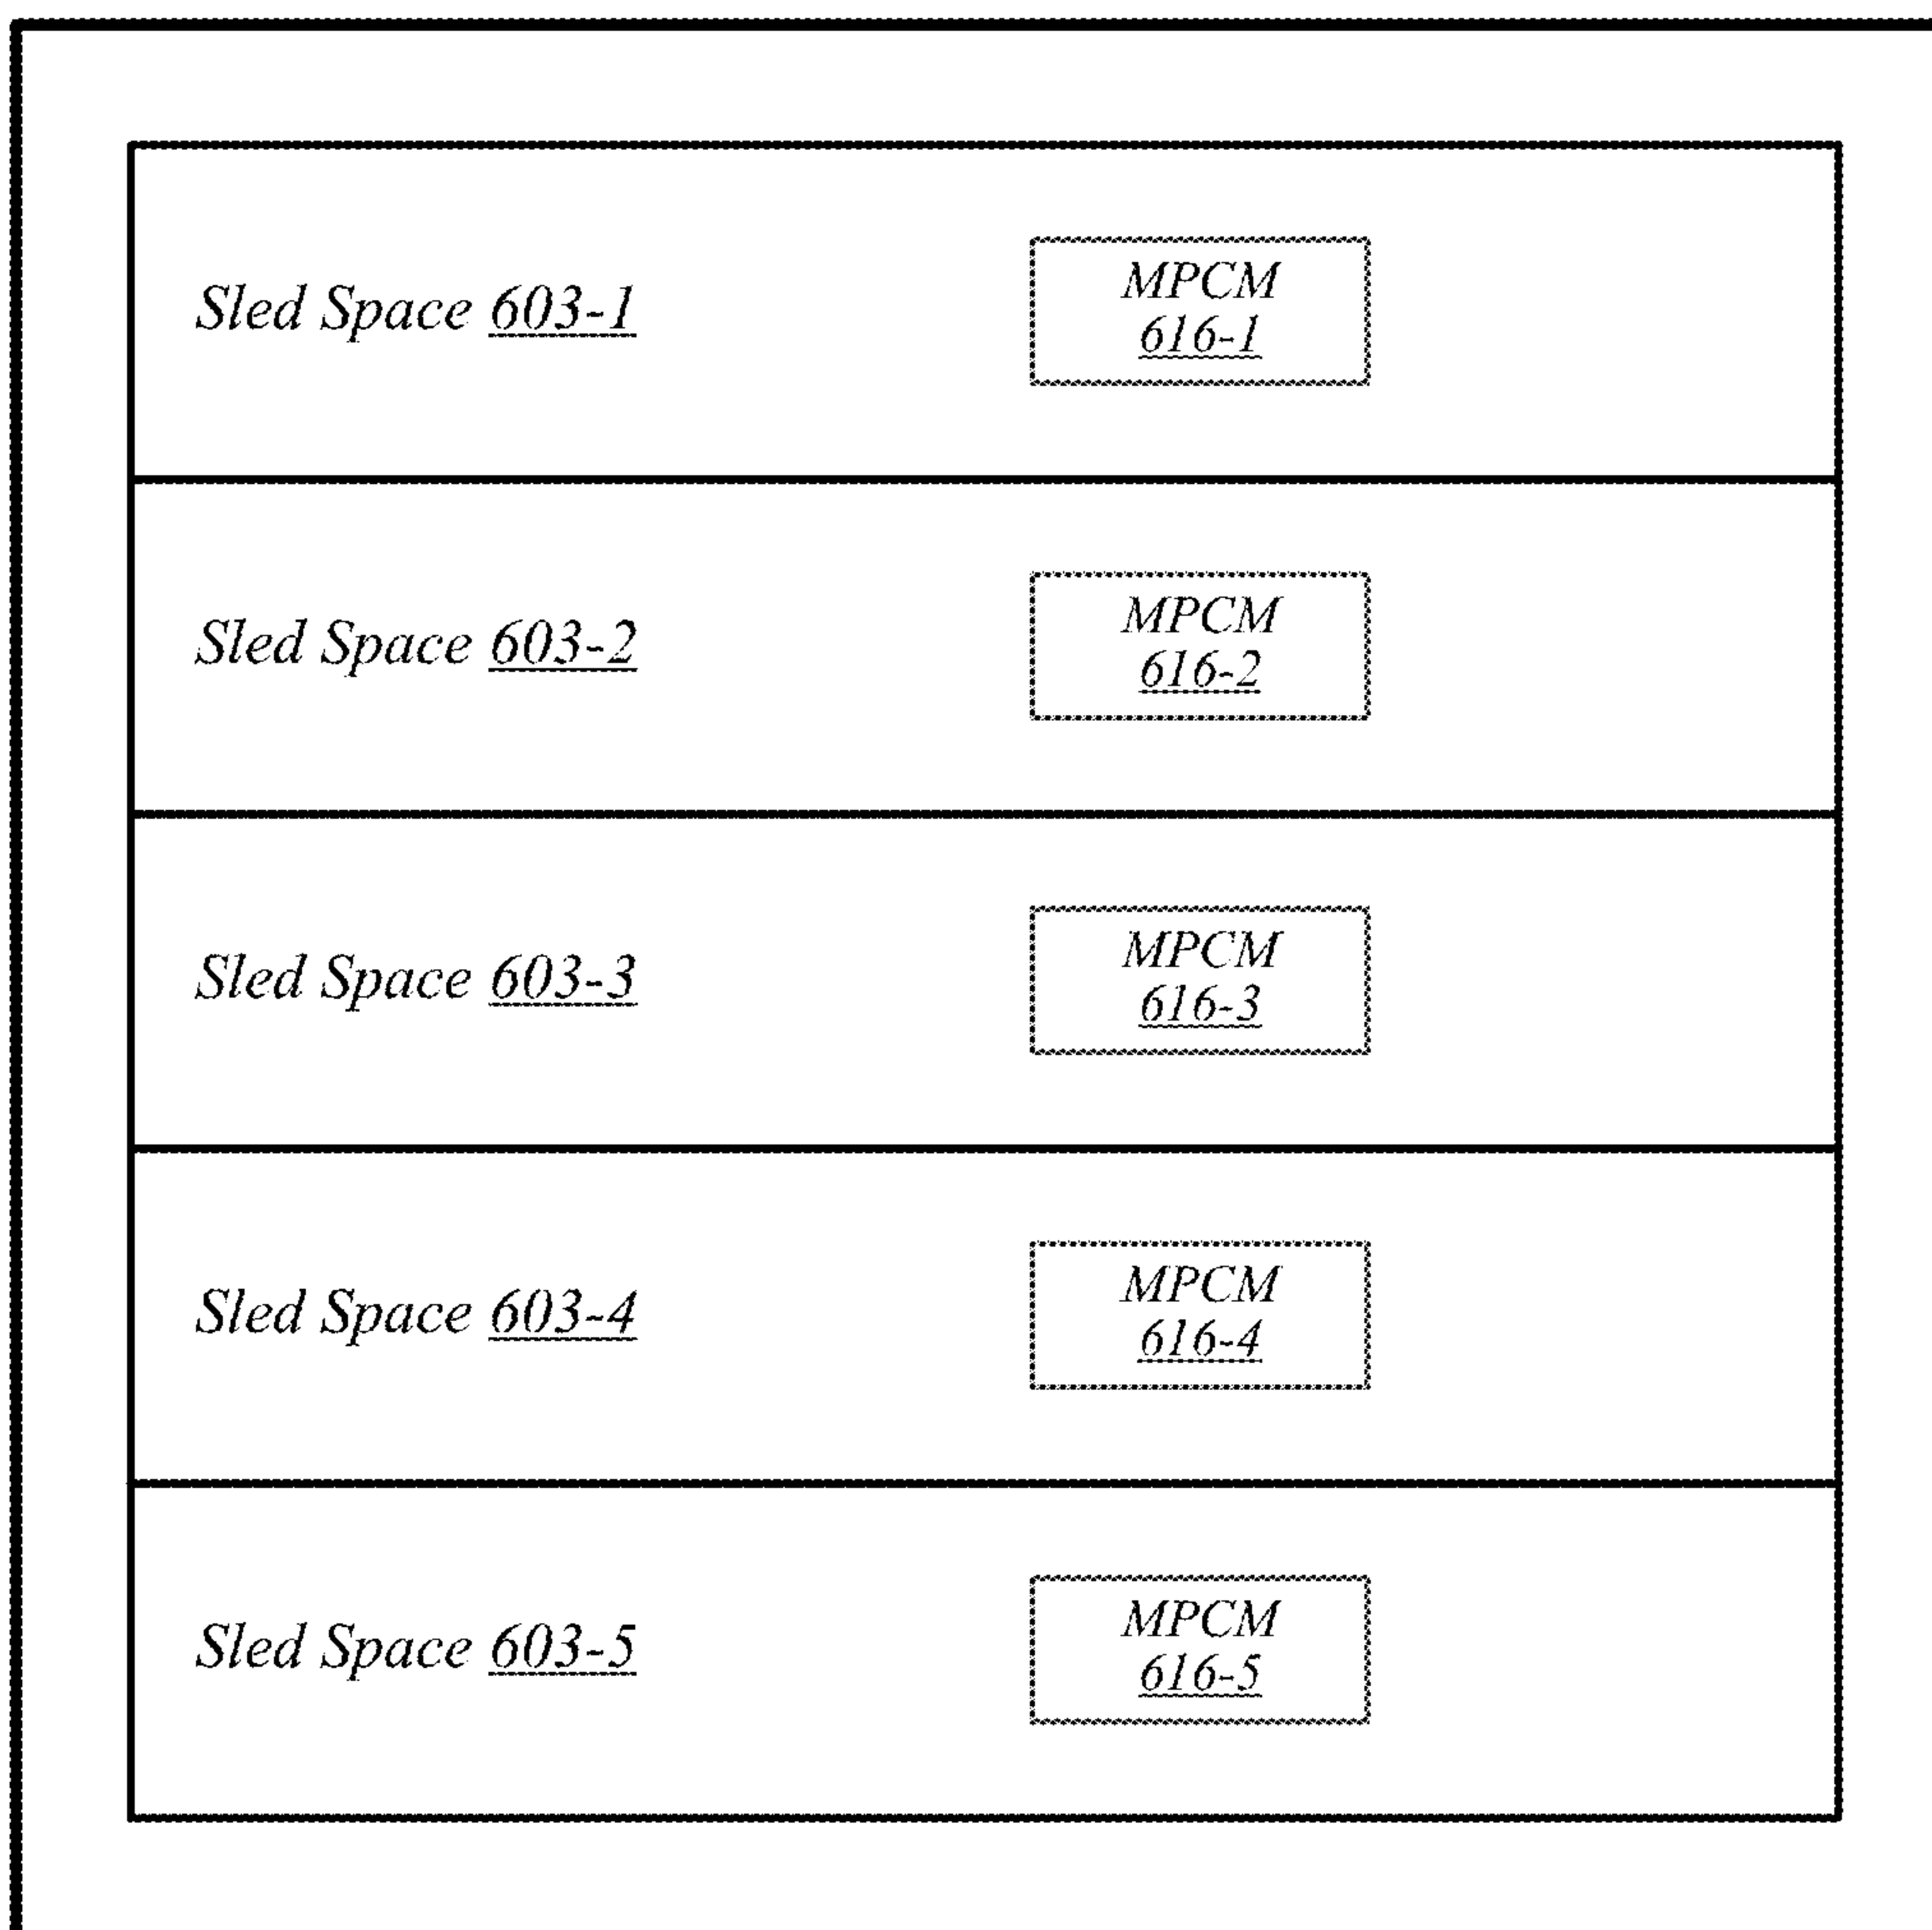 Sled Space 603-1
MPCM
616-1
Sled Space 603-2
MPCM
616-2
Sled Space 603-3
MPCM
616-3
Sled Space 603-4
MPCM
616-4
Sled Space 603-5
MPCM
616-5